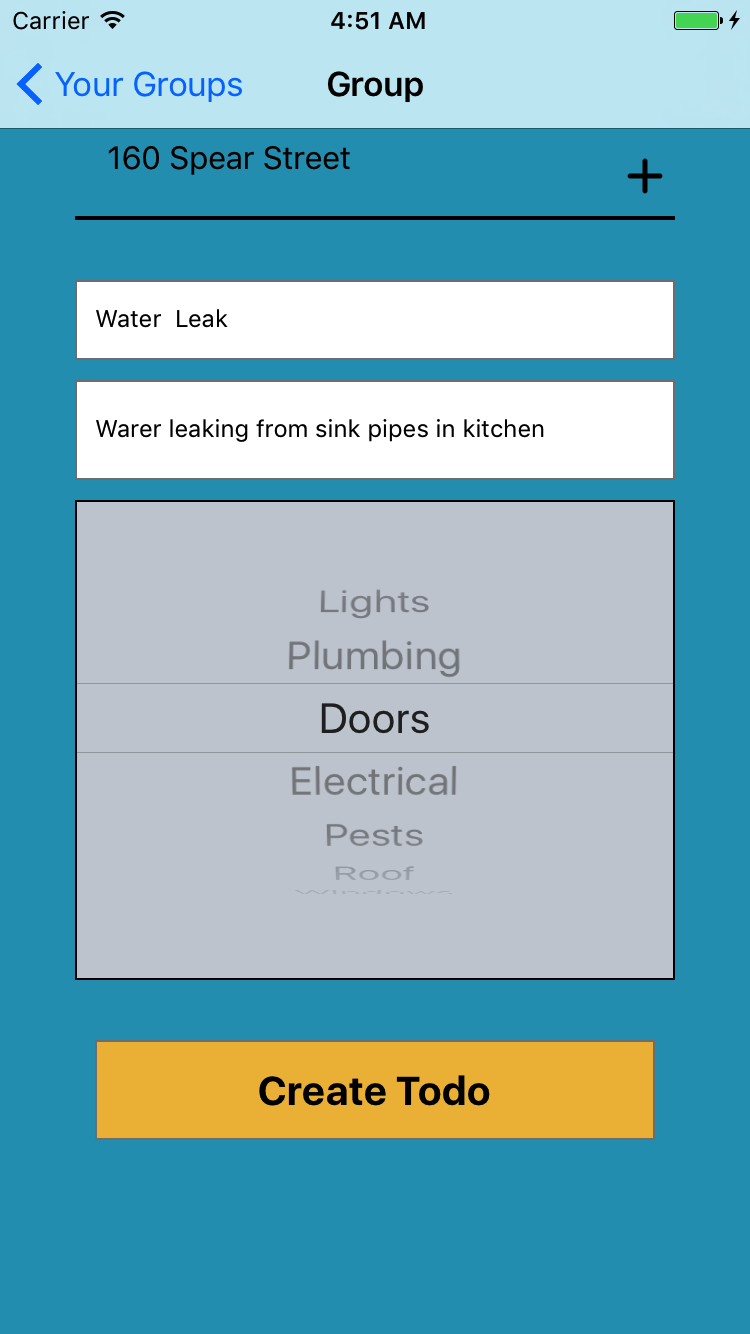 Carrier 4:51 AM
Your Groups Group
160 Spear Street
Water  Leak
Warer leaking from sink pipes in kitchen
Lights
Plumbing
Doors
Electrical
Pests
Roof
Windows
Create Todo